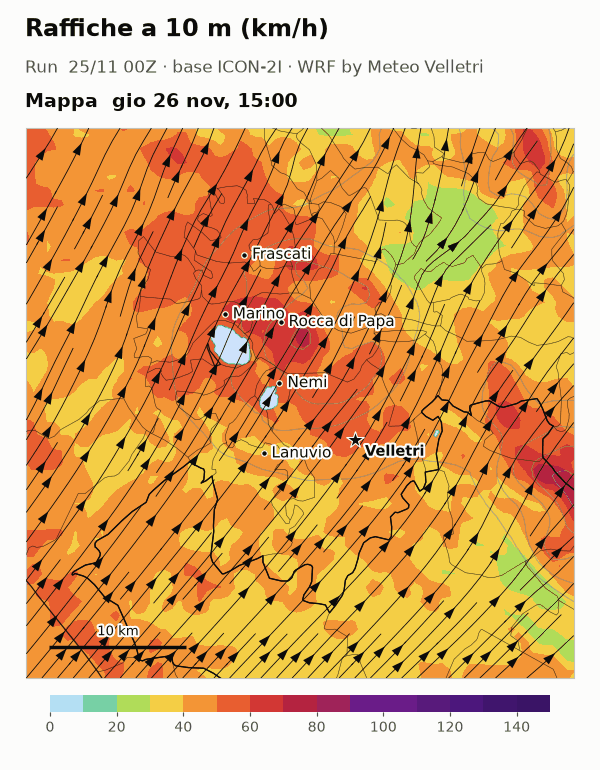 Raffiche a 10 m (km/h)
Run  25/11 00Z · base ICON-2I · WRF by Meteo Velletri
Mappa  gio 26 nov, 15:00
Frascati
Marino
Rocca di Papa
Nemi
Velletri
Lanuvio
10 km
0 20 40 60 80 100 120 140